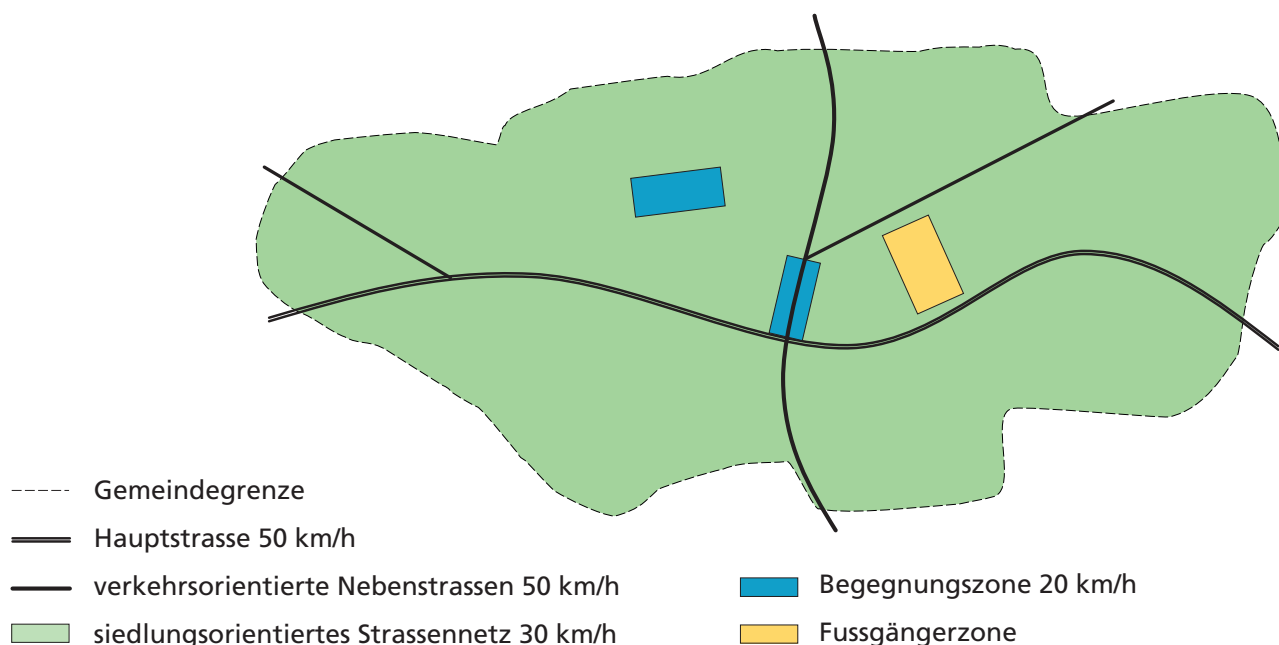 Gemeindegrenze
Hauptstrasse 50 km/h
verkehrsorientierte Nebenstrassen 50 km/h
siedlungsorientiertes Strassennetz 30 km/h
Begegnungszone 20 km/h
Fussgängerzone